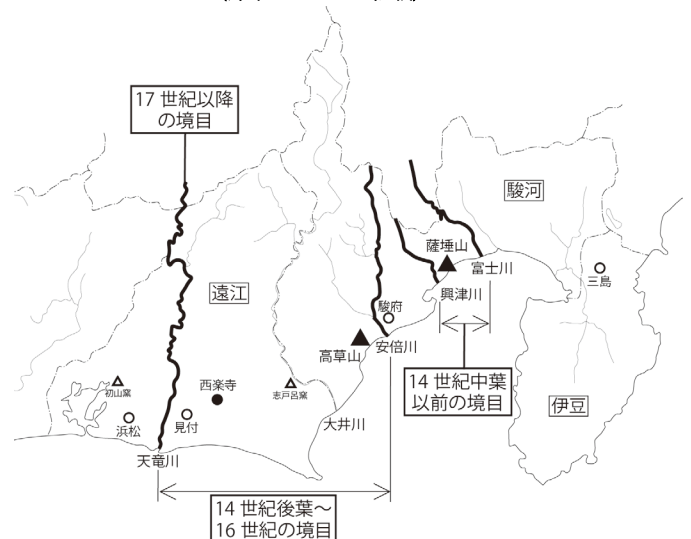 17 世紀以降
の境目
駿河
薩埵山
富士川
三島
興津川
遠江
駿府
高草山
安倍川
14 世紀中葉
以前の境目
伊豆
初山窯
西楽寺
志戸呂窯
浜松
見付
大井川
天竜川
14 世紀後葉～
16 世紀の境目